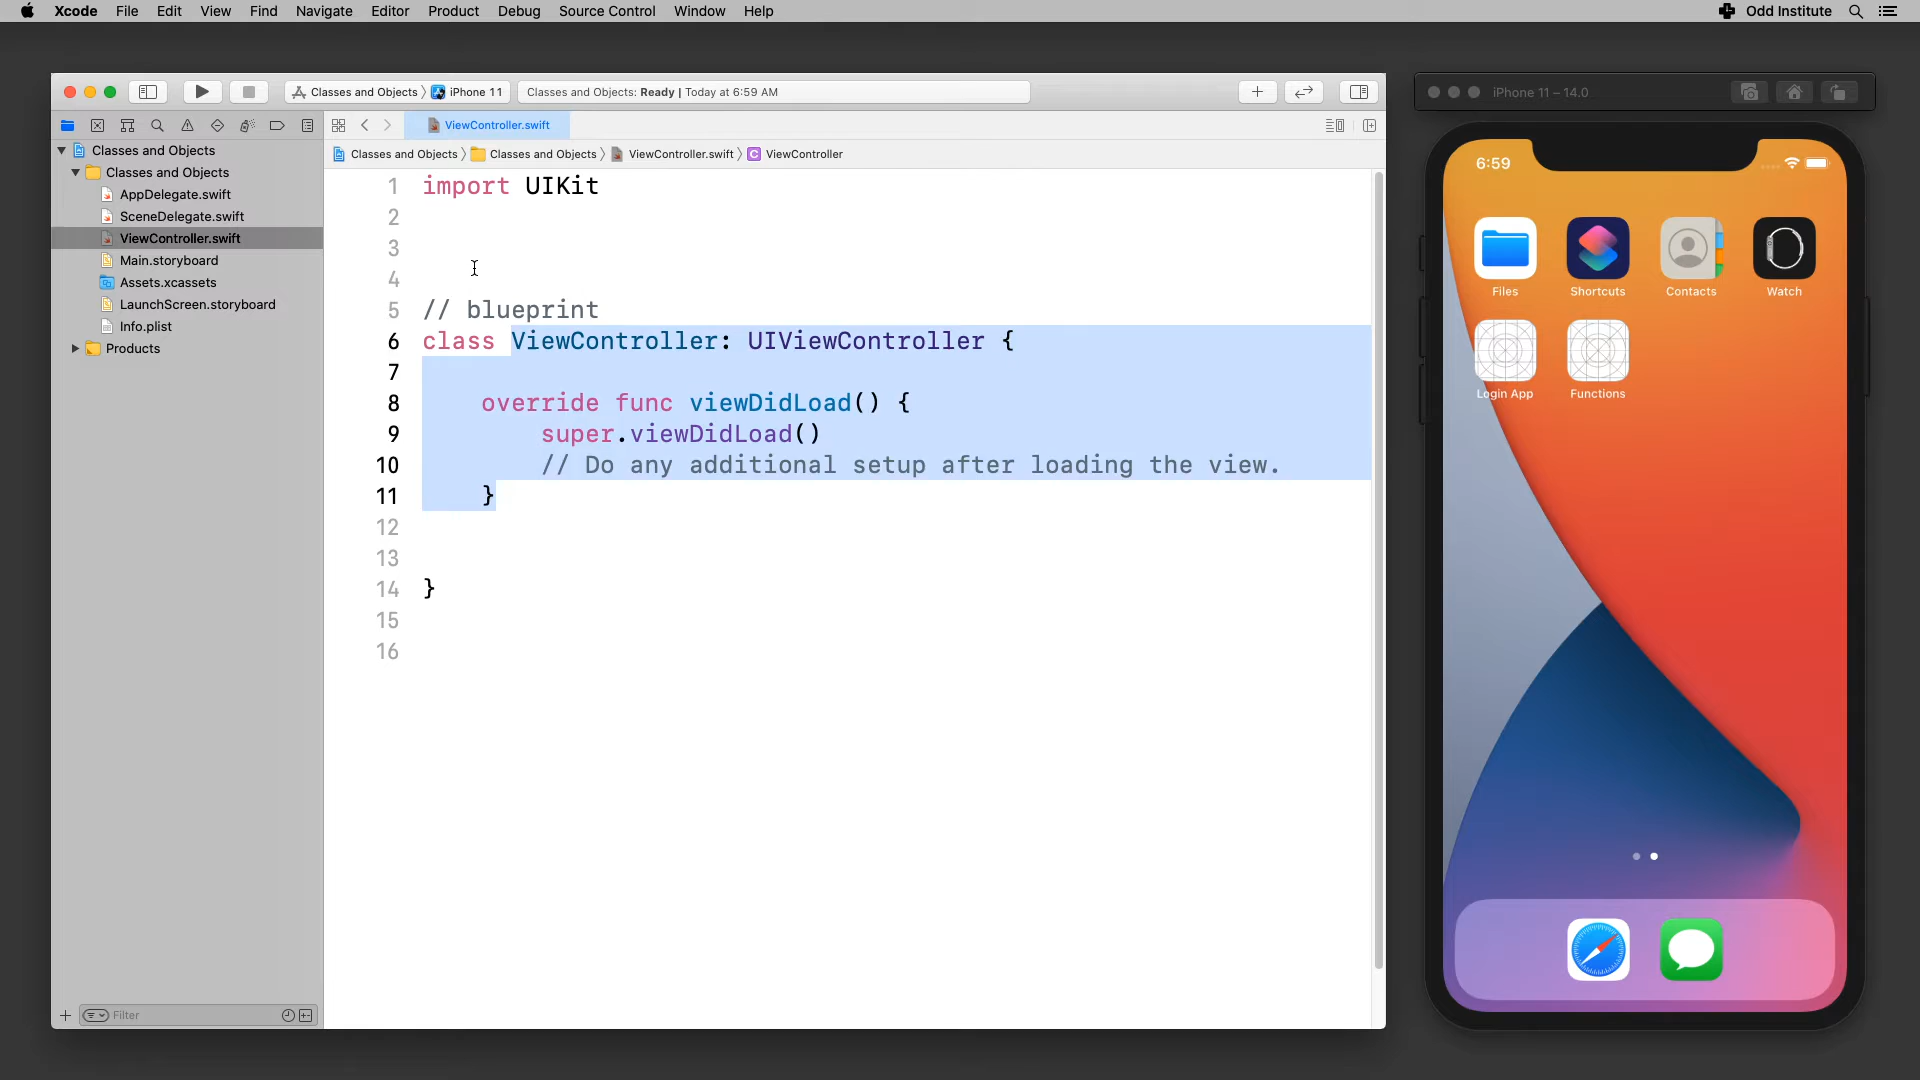 Xcode File Edit View Find Navigate Editor Product Debug Source Control Window Help Odd Institute
Classes and Objects iPhone 11 Classes and Objects: Ready | Today at 6:59 AM
ViewController.swift
Classes and Objects Classes and Objects ViewController.swift C ViewController
Classes and Objects
Classes and Objects
AppDelegate.swift
SceneDelegate.swift
ViewController.swift
Main.storyboard
Assets.xcassets
LaunchScreen.storyboard
Info.plist
Products
Filter
1 import UIKit
2
3
4
5 // blueprint
6 class ViewController: UIViewController {
7
8 override func viewDidLoad() {
9 super.viewDidLoad()
10 // Do any additional setup after loading the view.
11 }
12
13
14 }
15
16
iPhone 11 – 14.0
6:59
Files Shortcuts Contacts Watch
Login App Functions